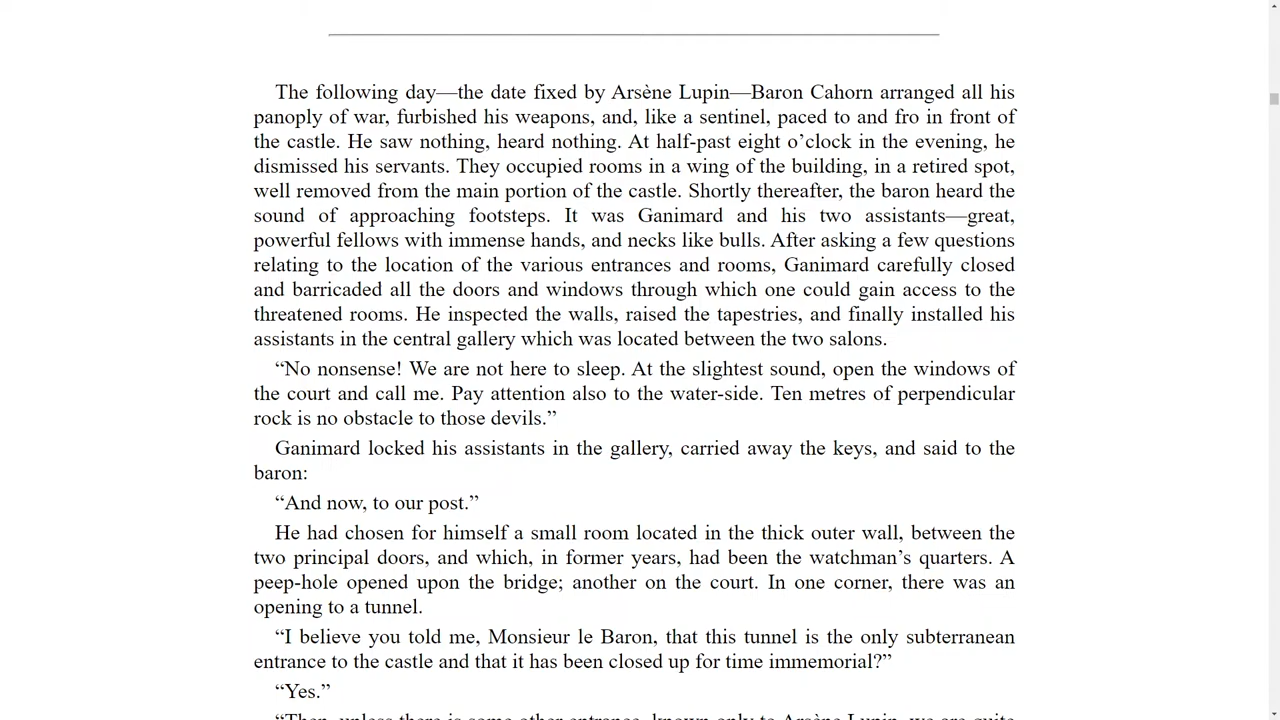 The following day—the date fixed by Arsène Lupin—Baron Cahorn arranged all his
panoply of war, furbished his weapons, and, like a sentinel, paced to and fro in front of
the castle. He saw nothing, heard nothing. At half-past eight o’clock in the evening, he
dismissed his servants. They occupied rooms in a wing of the building, in a retired spot,
well removed from the main portion of the castle. Shortly thereafter, the baron heard the
sound of approaching footsteps. It was Ganimard and his two assistants—great,
powerful fellows with immense hands, and necks like bulls. After asking a few questions
relating to the location of the various entrances and rooms, Ganimard carefully closed
and barricaded all the doors and windows through which one could gain access to the
threatened rooms. He inspected the walls, raised the tapestries, and finally installed his
assistants in the central gallery which was located between the two salons.
“No nonsense! We are not here to sleep. At the slightest sound, open the windows of
the court and call me. Pay attention also to the water-side. Ten metres of perpendicular
rock is no obstacle to those devils.”
Ganimard locked his assistants in the gallery, carried away the keys, and said to the
baron:
“And now, to our post.”
He had chosen for himself a small room located in the thick outer wall, between the
two principal doors, and which, in former years, had been the watchman’s quarters. A
peep-hole opened upon the bridge; another on the court. In one corner, there was an
opening to a tunnel.
“I believe you told me, Monsieur le Baron, that this tunnel is the only subterranean
entrance to the castle and that it has been closed up for time immemorial?”
“Yes.”
“Then, unless there is some other entrance, known only to Arsène Lupin, we are quite